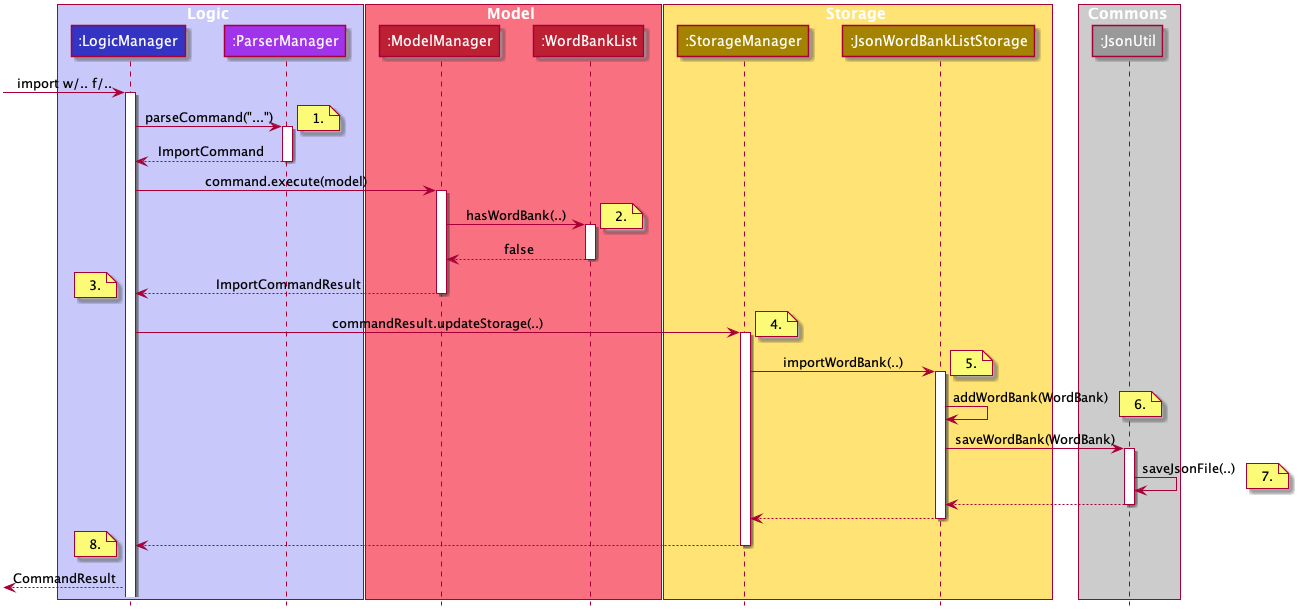 Logic
Model
Storage
Commons
:LogicManager
:ParserManager
:ModelManager
:WordBankList
:StorageManager
:JsonWordBankListStorage
:JsonUtil
import w/.. f/..
parseCommand("...")
1.
ImportCommand
command.execute(model)
hasWordBank(..)
2.
false
3.
ImportCommandResult
commandResult.updateStorage(..)
4.
importWordBank(..)
5.
addWordBank(WordBank)
6.
saveWordBank(WordBank)
saveJsonFile(..)
7.
8.
CommandResult